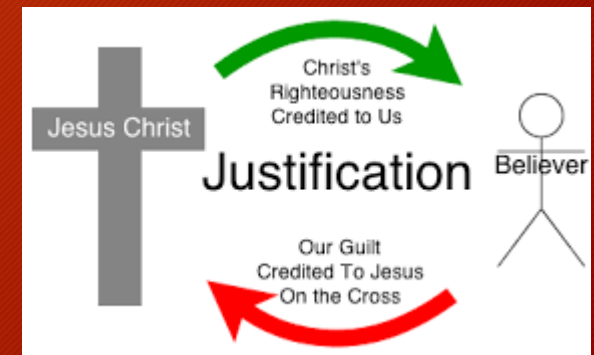 Christ's
Righteousness
Credited to Us
Jesus Christ
Justification
Believer
Our Guilt
Credited To Jesus
On the Cross